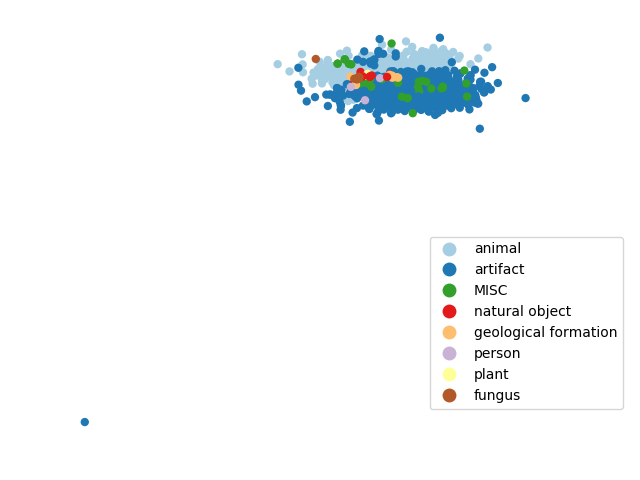 animal
artifact
MISC
natural object
geological formation
person
plant
fungus